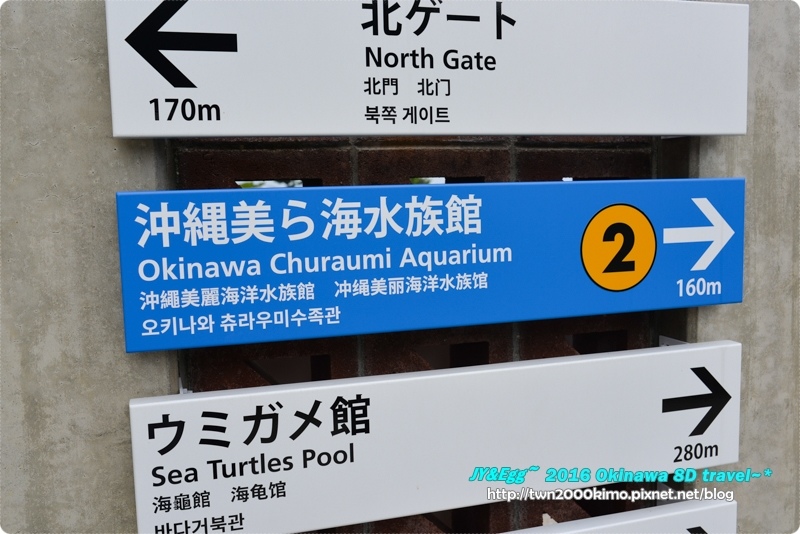 北ゲート
North Gate
北門 北门
북쪽 게이트
170m
沖縄美ら海水族館
Okinawa Churaumi Aquarium
沖繩美麗海洋水族館 冲绳美丽海洋水族馆
오키나와 츄라우미수족관
2
160m
ウミガメ館
Sea Turtles Pool
海龜館 海龟馆
바다거북관
280m
JY&Egg~ 2016 Okinawa 8D travel~*
http://twn2000kimo.pixnet.net/blog